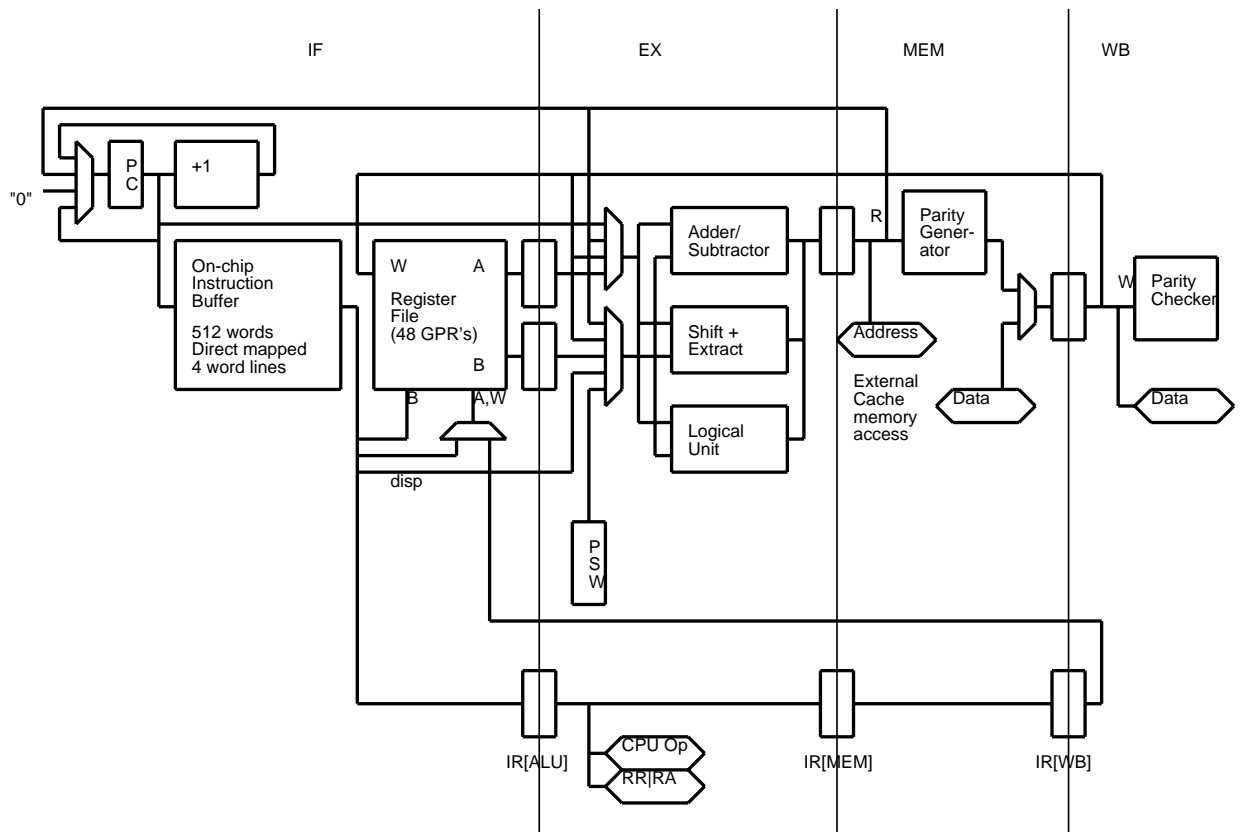 IF
EX
MEM
WB
P
C
+1
"0"
On-chip
Instruction
Buffer
512 words
Direct mapped
4 word lines
W
A
Register
File
(48 GPR's)
B
B
A,W
disp
P
S
W
Adder/
Subtractor
Shift +
Extract
Logical
Unit
R
Parity
Gener-
ator
Address
External
Cache
memory
access
Data
W
Parity
Checker
Data
IR[ALU]
CPU Op
RR|RA
IR[MEM]
IR[WB]